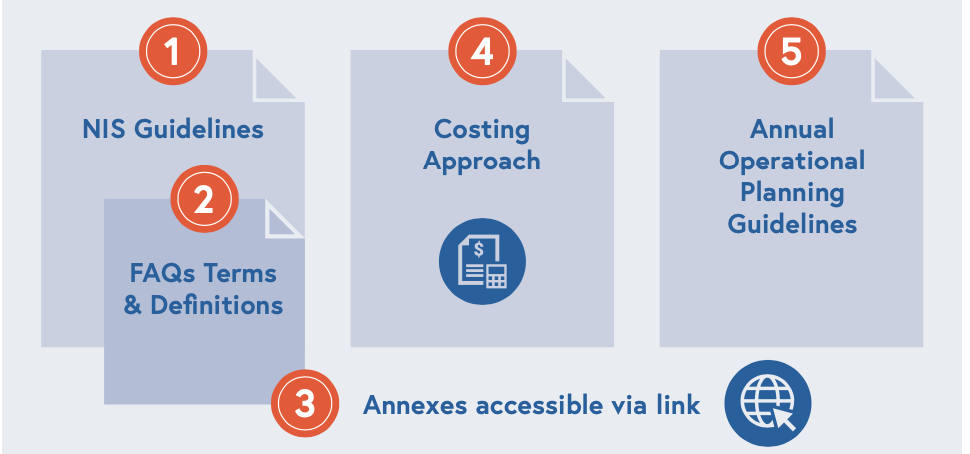 1
NIS Guidelines
2
FAQs Terms
& Definitions
3
Annexes accessible via link
4
Costing
Approach
$
5
Annual
Operational
Planning
Guidelines